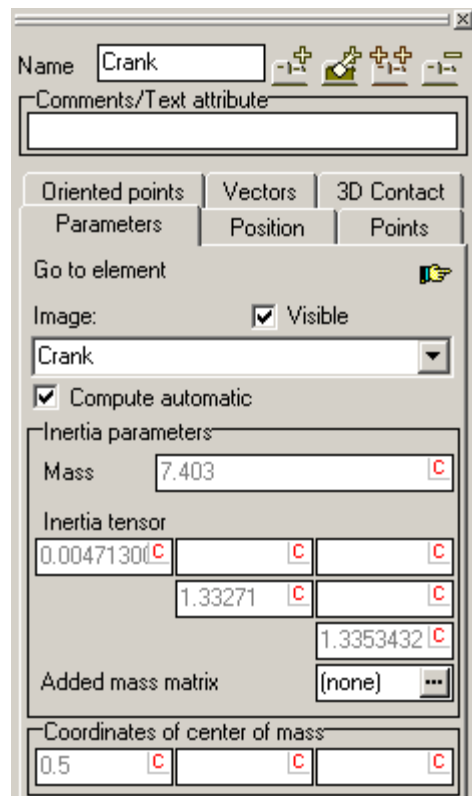 Name Crank
Comments/Text attribute
Oriented points Vectors 3D Contact
Parameters Position Points
Go to element
Image: Visible
Crank
Compute automatic
Inertia parameters
Mass 7.403 C
Inertia tensor
0.00471300 C C C
1.33271 C C
1.3353432 C
Added mass matrix (none) ...
Coordinates of center of mass
0.5 C C C